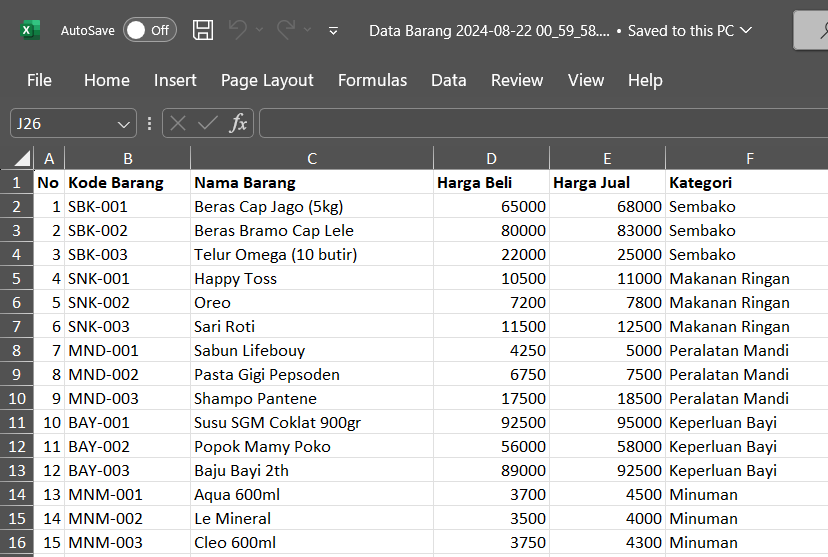 AutoSave Off Data Barang 2024-08-22 00_59_58.... • Saved to this PC
File Home Insert Page Layout Formulas Data Review View Help
J26 fx
A B C D E F
1 No Kode Barang Nama Barang Harga Beli Harga Jual Kategori
2 1 SBK-001 Beras Cap Jago (5kg) 65000 68000 Sembako
3 2 SBK-002 Beras Bramo Cap Lele 80000 83000 Sembako
4 3 SBK-003 Telur Omega (10 butir) 22000 25000 Sembako
5 4 SNK-001 Happy Toss 10500 11000 Makanan Ringan
6 5 SNK-002 Oreo 7200 7800 Makanan Ringan
7 6 SNK-003 Sari Roti 11500 12500 Makanan Ringan
8 7 MND-001 Sabun Lifebouy 4250 5000 Peralatan Mandi
9 8 MND-002 Pasta Gigi Pepsoden 6750 7500 Peralatan Mandi
10 9 MND-003 Shampo Pantene 17500 18500 Peralatan Mandi
11 10 BAY-001 Susu SGM Coklat 900gr 92500 95000 Keperluan Bayi
12 11 BAY-002 Popok Mamy Poko 56000 58000 Keperluan Bayi
13 12 BAY-003 Baju Bayi 2th 89000 92500 Keperluan Bayi
14 13 MNM-001 Aqua 600ml 3700 4500 Minuman
15 14 MNM-002 Le Mineral 3500 4000 Minuman
16 15 MNM-003 Cleo 600ml 3750 4300 Minuman